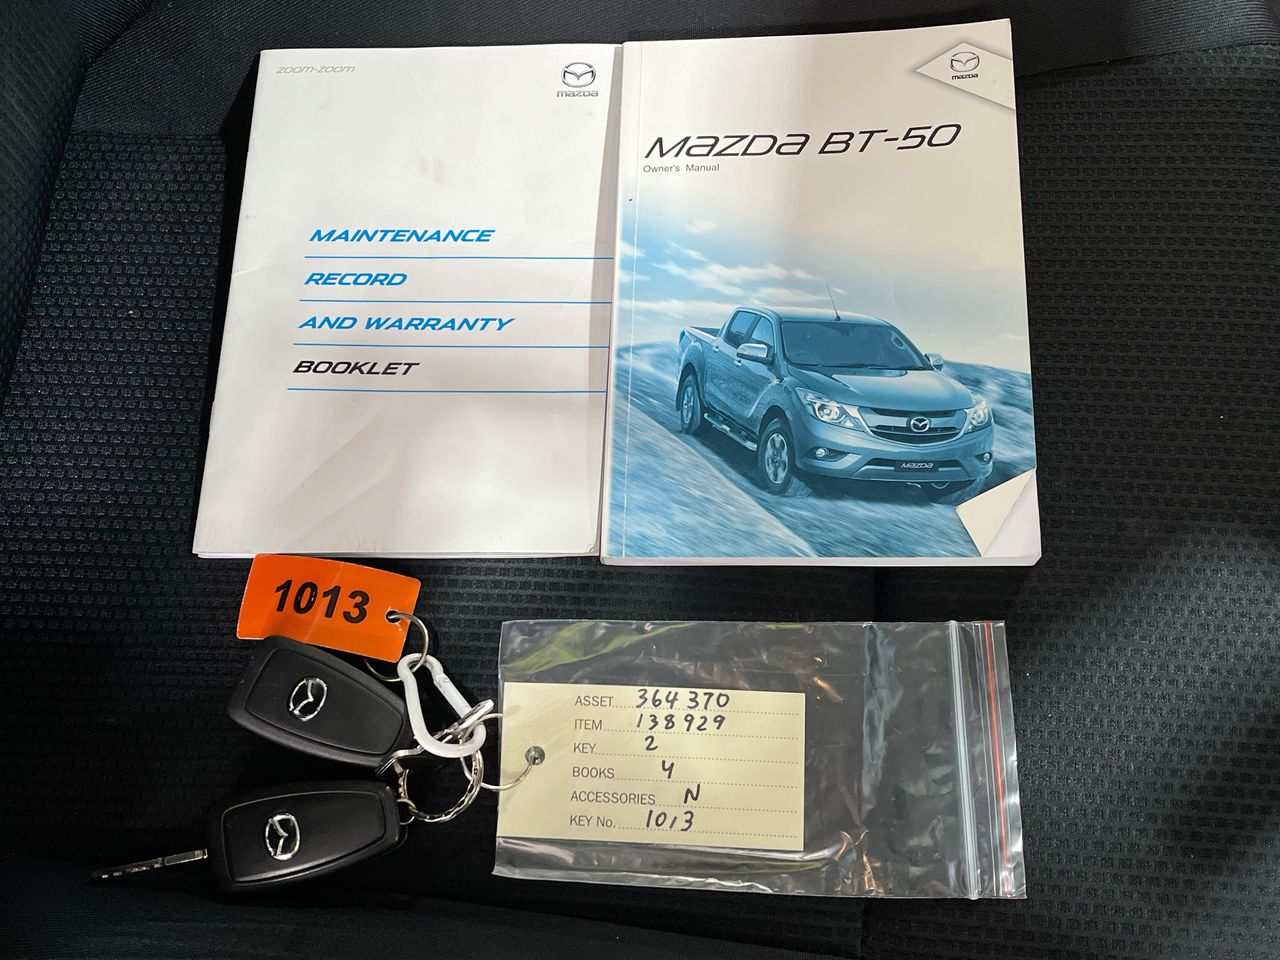 zoom-zoom
mazda
MAINTENANCE
RECORD
AND WARRANTY
BOOKLET
mazda
mazda BT-50
Owner's Manual
mazda
1013
ASSET 364370
ITEM 138929
KEY 2
BOOKS 4
ACCESSORIES N
KEY No. 1013